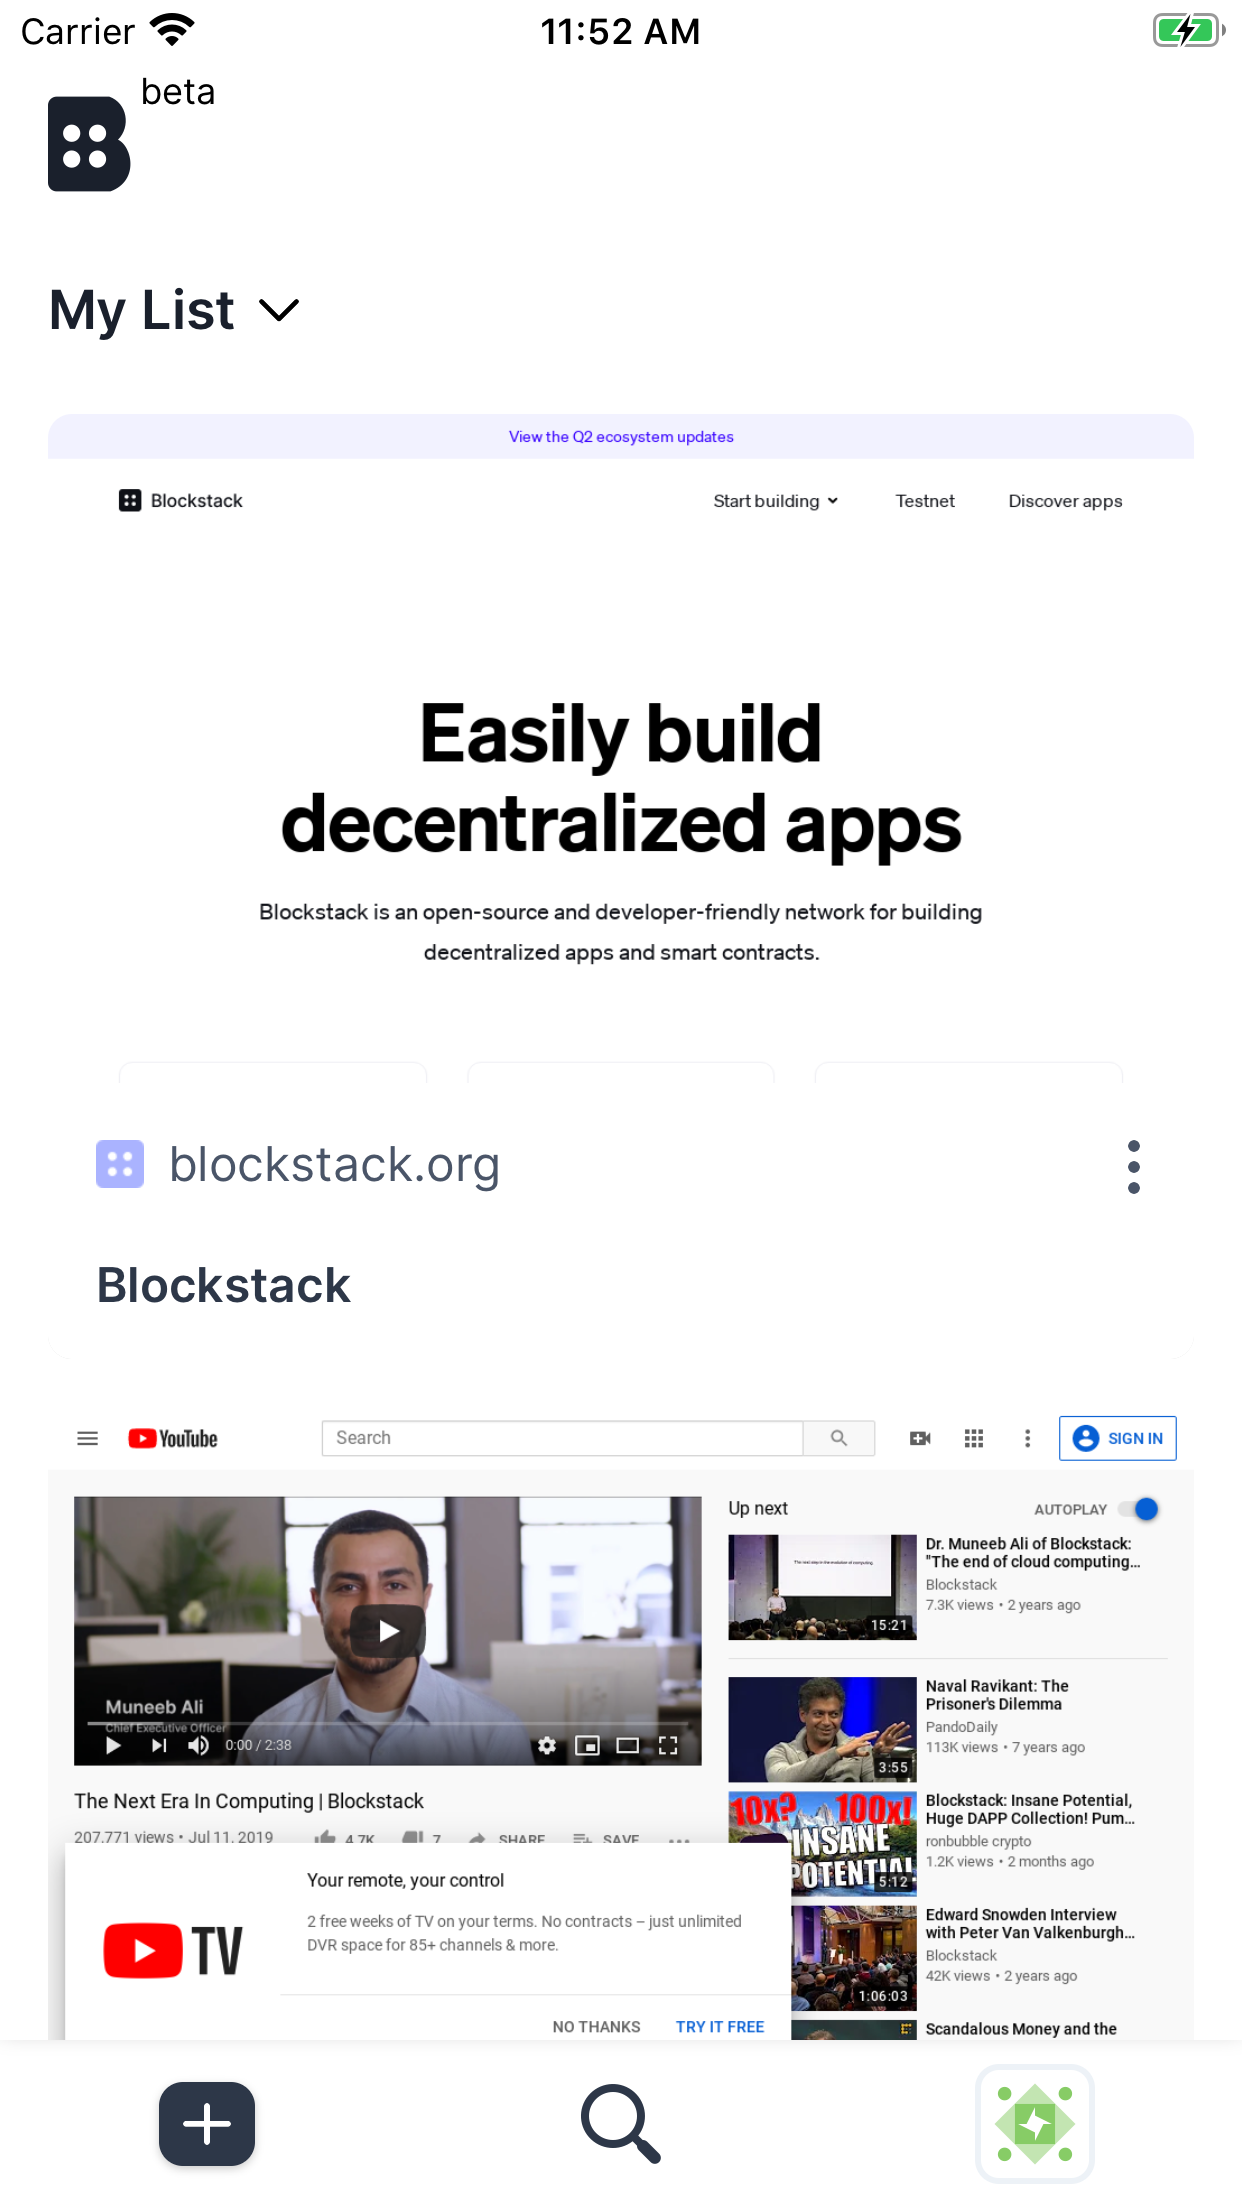 Carrier
11:52 AM
beta
My List
View the Q2 ecosystem updates
Blockstack
Start building
Testnet
Discover apps
Easily build
decentralized apps
Blockstack is an open-source and developer-friendly network for building
decentralized apps and smart contracts.
blockstack.org
Blockstack
YouTube
Search
SIGN IN
Muneeb Ali
Chief Executive Officer
0:00 / 2:38
The Next Era In Computing | Blockstack
207,771 views • Jul 11, 2019
4.7K
7
SHARE
SAVE
Up next
AUTOPLAY
The next step in the evolution of computing
15:21
Dr. Muneeb Ali of Blockstack:
"The end of cloud computing...
Blockstack
7.3K views • 2 years ago
3:55
Naval Ravikant: The
Prisoner's Dilemma
PandoDaily
113K views • 7 years ago
10x? 100x!
INSANE
POTENTIAL
5:12
Blockstack: Insane Potential,
Huge DAPP Collection! Pum...
ronbubble crypto
1.2K views • 2 months ago
1:06:03
Edward Snowden Interview
with Peter Van Valkenburgh...
Blockstack
42K views • 2 years ago
Scandalous Money and the
TV
Your remote, your control
2 free weeks of TV on your terms. No contracts – just unlimited
DVR space for 85+ channels & more.
NO THANKS
TRY IT FREE